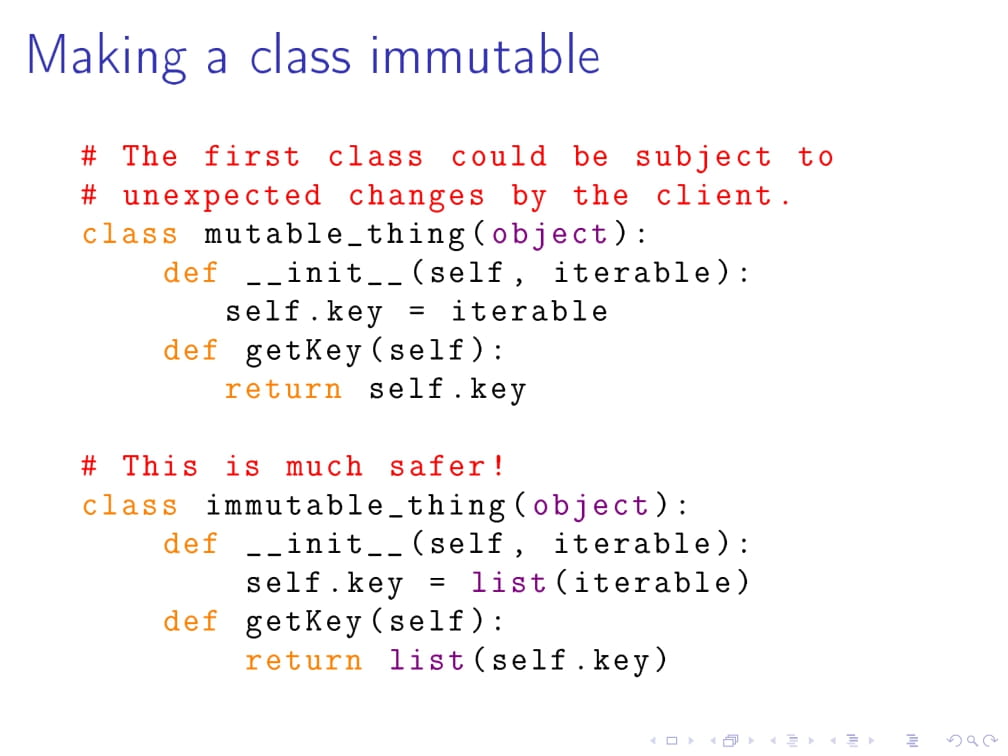 Making a class immutable
# The first class could be subject to
# unexpected changes by the client.
class mutable_thing(object):
    def __init__(self, iterable):
       self.key = iterable
    def getKey(self):
       return self.key
# This is much safer!
class immutable_thing(object):
    def __init__(self, iterable):
        self.key = list(iterable)
    def getKey(self):
        return list(self.key)